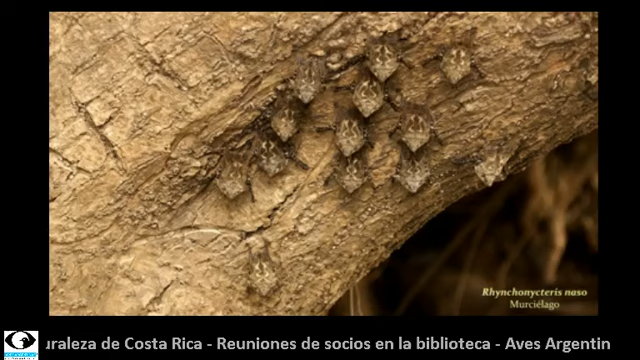 Rhynchonycteris naso
Murciélago
uraleza de Costa Rica - Reuniones de socios en la biblioteca - Aves Argentin